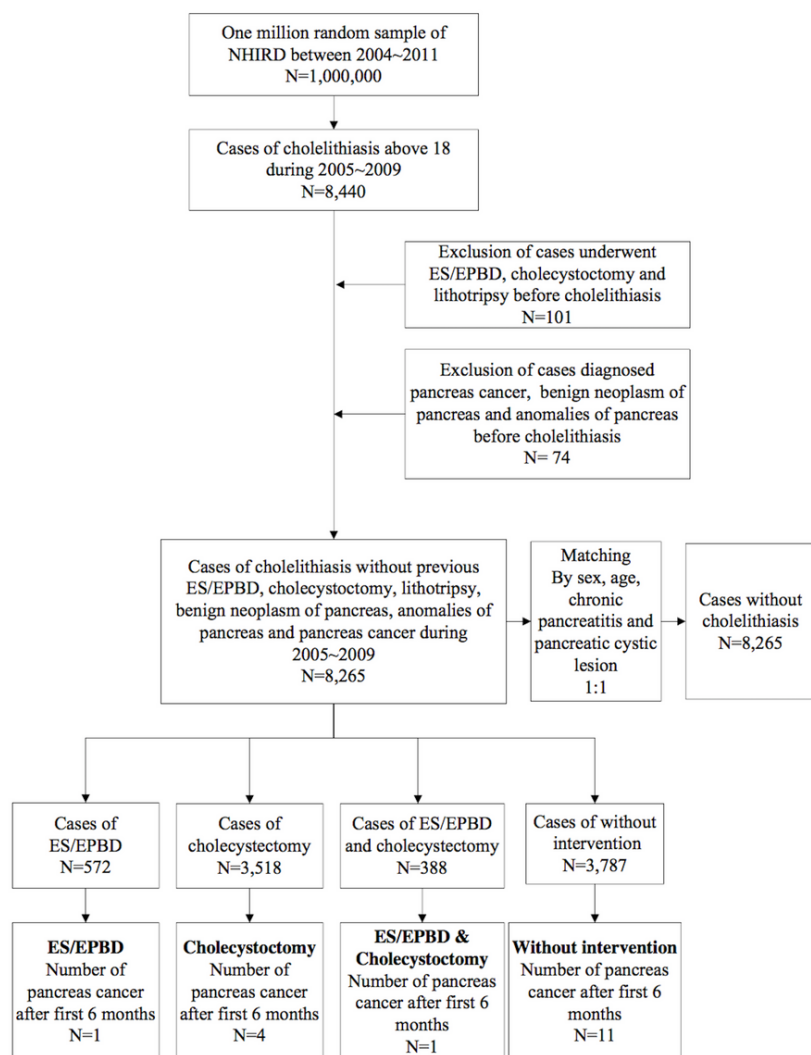 One million random sample of
NHIRD between 2004~2011
N=1,000,000
Cases of cholelithiasis above 18
during 2005~2009
N=8,440
Exclusion of cases underwent
ES/EPBD, cholecystoctomy and
lithotripsy before cholelithiasis
N=101
Exclusion of cases diagnosed
pancreas cancer, benign neoplasm of
pancreas and anomalies of pancreas
before cholelithiasis
N= 74
Cases of cholelithiasis without previous
ES/EPBD, cholecystoctomy, lithotripsy,
benign neoplasm of pancreas, anomalies of
pancreas and pancreas cancer during
2005~2009
N=8,265
Matching
By sex, age,
chronic
pancreatitis and
pancreatic cystic
lesion
1:1
Cases without
cholelithiasis
N=8,265
Cases of
ES/EPBD
N=572
Cases of
cholecystectomy
N=3,518
Cases of ES/EPBD
and cholecystectomy
N=388
Cases of without
intervention
N=3,787
ES/EPBD
Number of
pancreas cancer
after first 6 months
N=1
Cholecystoctomy
Number of
pancreas cancer
after first 6 months
N=4
ES/EPBD &
Cholecystoctomy
Number of pancreas
cancer after first 6
months
N=1
Without intervention
Number of pancreas
cancer after first 6
months
N=11